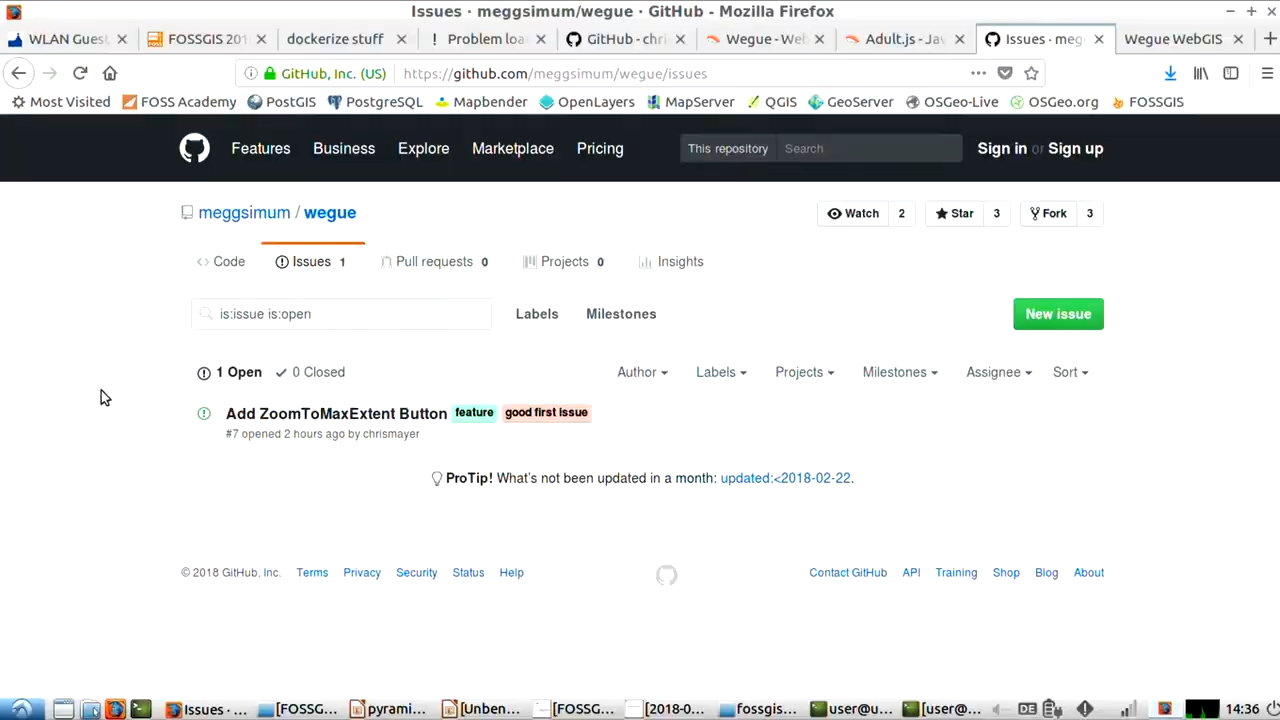 Issues · meggsimum/wegue · GitHub - Mozilla Firefox
WLAN Gues
FOSSGIS 201
dockerize stuff
! Problem loa
GitHub - chri
Wegue - Web
Adult.js - Jav
Issues · meg
Wegue WebGIS
GitHub, Inc. (US)
https://github.com/meggsimum/wegue/issues
Most Visited
FOSS Academy
PostGIS
PostgreSQL
Mapbender
OpenLayers
MapServer
QGIS
GeoServer
OSGeo-Live
OSGeo.org
FOSSGIS
Features
Business
Explore
Marketplace
Pricing
This repository
Search
Sign in or Sign up
meggsimum / wegue
Watch 2
Star 3
Fork 3
Code
Issues 1
Pull requests 0
Projects 0
Insights
is:issue is:open
Labels
Milestones
New issue
1 Open
0 Closed
Author
Labels
Projects
Milestones
Assignee
Sort
Add ZoomToMaxExtent Button feature good first issue
#7 opened 2 hours ago by chrismayer
ProTip! What's not been updated in a month: updated:<2018-02-22.
© 2018 GitHub, Inc.
Terms
Privacy
Security
Status
Help
Contact GitHub
API
Training
Shop
Blog
About
Issues · ...
[FOSSG...
pyrami...
[Unben...
[FOSSG...
[2018-0...
fossgis...
user@u...
[user@...
DE
14:36